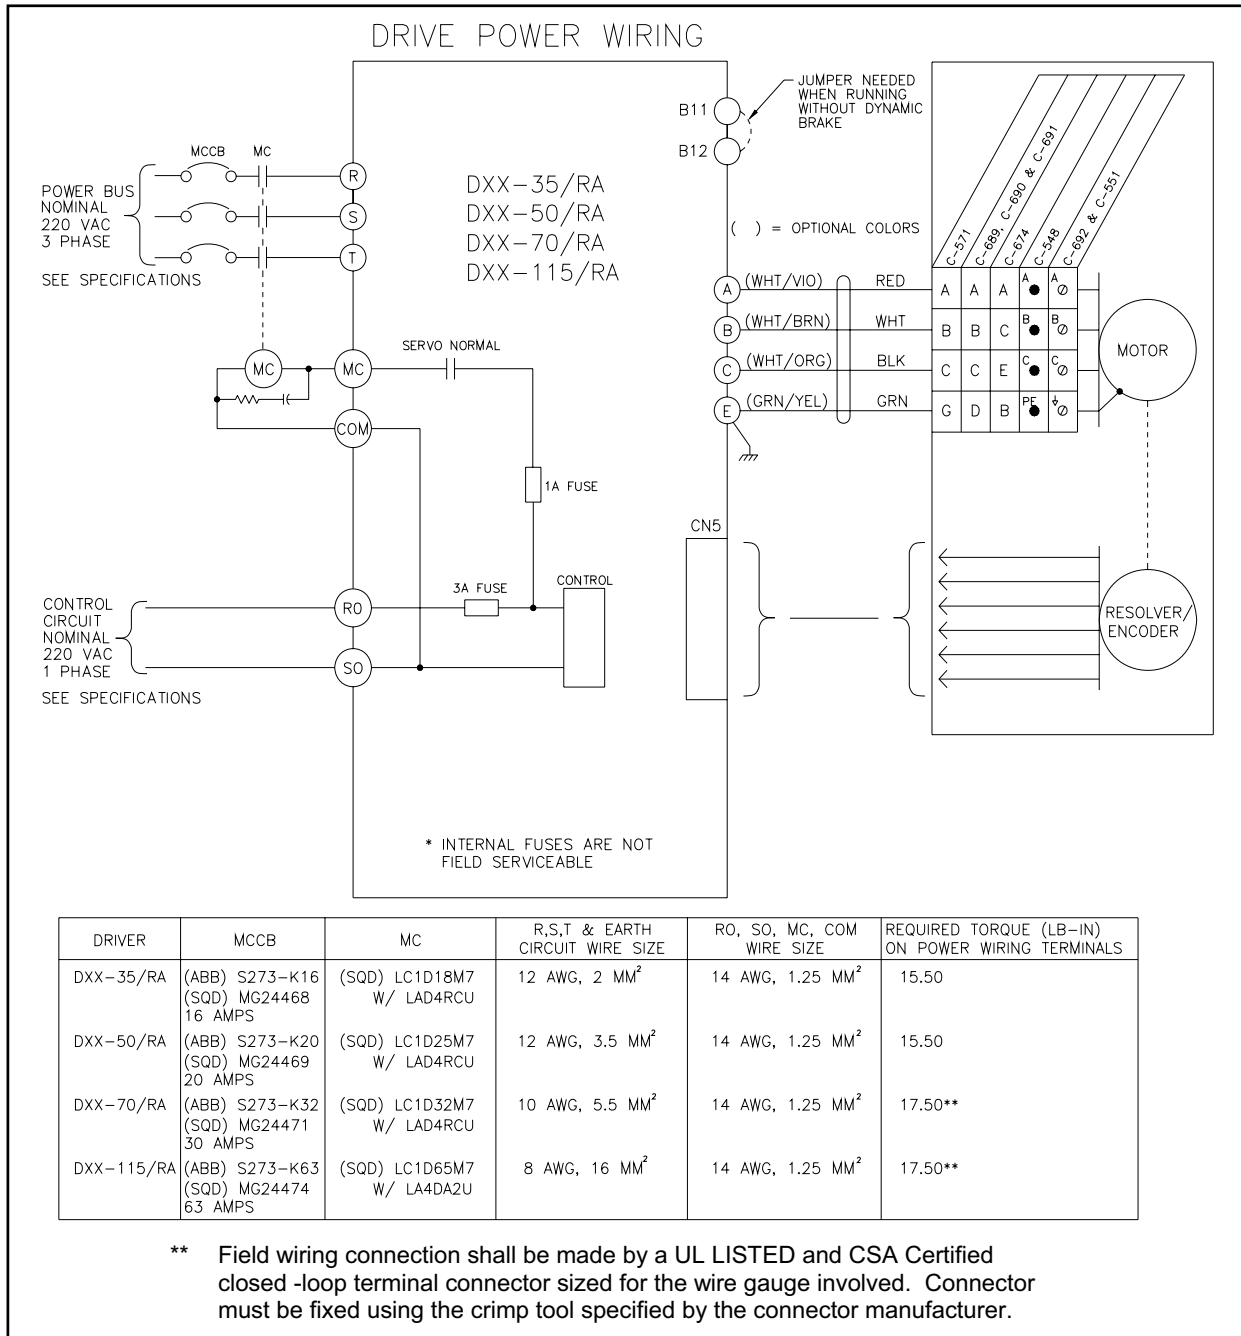 DRIVE POWER WIRING
JUMPER NEEDED
WHEN RUNNING
WITHOUT DYNAMIC
BRAKE
B11
B12
MCCB
MC
POWER BUS
NOMINAL
220 VAC
3 PHASE
SEE SPECIFICATIONS
R
S
T
DXX-35/RA
DXX-50/RA
DXX-70/RA
DXX-115/RA
( ) = OPTIONAL COLORS
C-571
C-689, C-690 & C-691
C-674
C-548
C-692 & C-551
A (WHT/VIO) RED A A A A A
B (WHT/BRN) WHT B B C B B
C (WHT/ORG) BLK C C E C C
E (GRN/YEL) GRN G D B PE
MOTOR
MC
MC
SERVO NORMAL
COM
1A FUSE
CN5
3A FUSE
CONTROL
CONTROL
CIRCUIT
NOMINAL
220 VAC
1 PHASE
SEE SPECIFICATIONS
RO
SO
RESOLVER/
ENCODER
* INTERNAL FUSES ARE NOT
FIELD SERVICEABLE
DRIVER MCCB MC R,S,T & EARTH CIRCUIT WIRE SIZE RO, SO, MC, COM WIRE SIZE REQUIRED TORQUE (LB-IN) ON POWER WIRING TERMINALS
DXX-35/RA (ABB) S273-K16 (SQD) LC1D18M7 12 AWG, 2 MM² 14 AWG, 1.25 MM² 15.50
(SQD) MG24468 W/ LAD4RCU
16 AMPS
DXX-50/RA (ABB) S273-K20 (SQD) LC1D25M7 12 AWG, 3.5 MM² 14 AWG, 1.25 MM² 15.50
(SQD) MG24469 W/ LAD4RCU
20 AMPS
DXX-70/RA (ABB) S273-K32 (SQD) LC1D32M7 10 AWG, 5.5 MM² 14 AWG, 1.25 MM² 17.50**
(SQD) MG24471 W/ LAD4RCU
30 AMPS
DXX-115/RA (ABB) S273-K63 (SQD) LC1D65M7 8 AWG, 16 MM² 14 AWG, 1.25 MM² 17.50**
(SQD) MG24474 W/ LA4DA2U
63 AMPS
** Field wiring connection shall be made by a UL LISTED and CSA Certified
closed -loop terminal connector sized for the wire gauge involved. Connector
must be fixed using the crimp tool specified by the connector manufacturer.